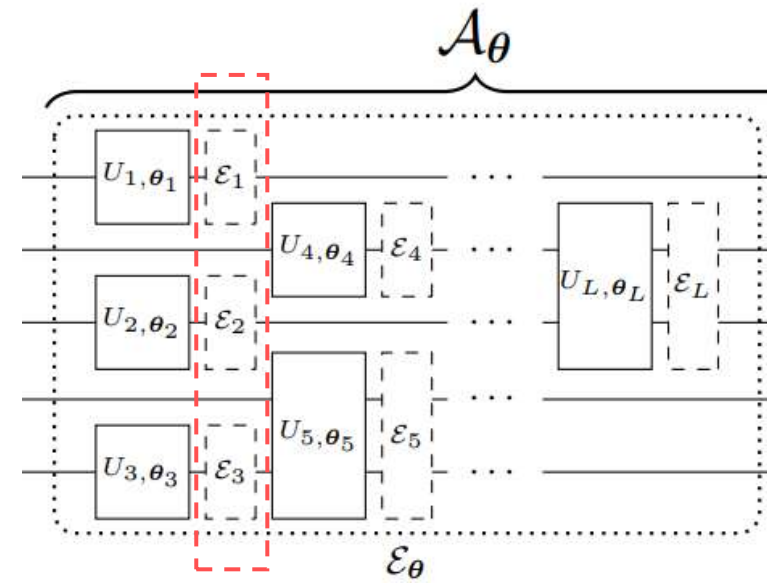 𝒜_θ
U_{1,θ_1} ℰ_1
U_{4,θ_4} ℰ_4 ...
U_{2,θ_2} ℰ_2 U_{L,θ_L} ℰ_L
U_{5,θ_5} ℰ_5
U_{3,θ_3} ℰ_3
ℰ_θ